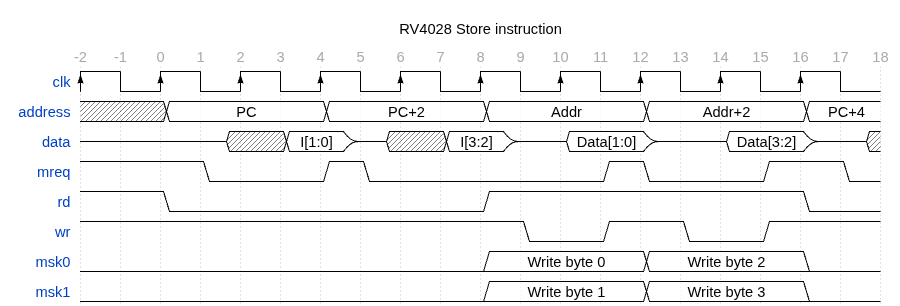 RV4028 Store instruction
-2 -1 0 1 2 3 4 5 6 7 8 9 10 11 12 13 14 15 16 17 18
clk
address PC PC+2 Addr Addr+2 PC+4
data I[1:0] I[3:2] Data[1:0] Data[3:2]
mreq
rd
wr
msk0 Write byte 0 Write byte 2
msk1 Write byte 1 Write byte 3